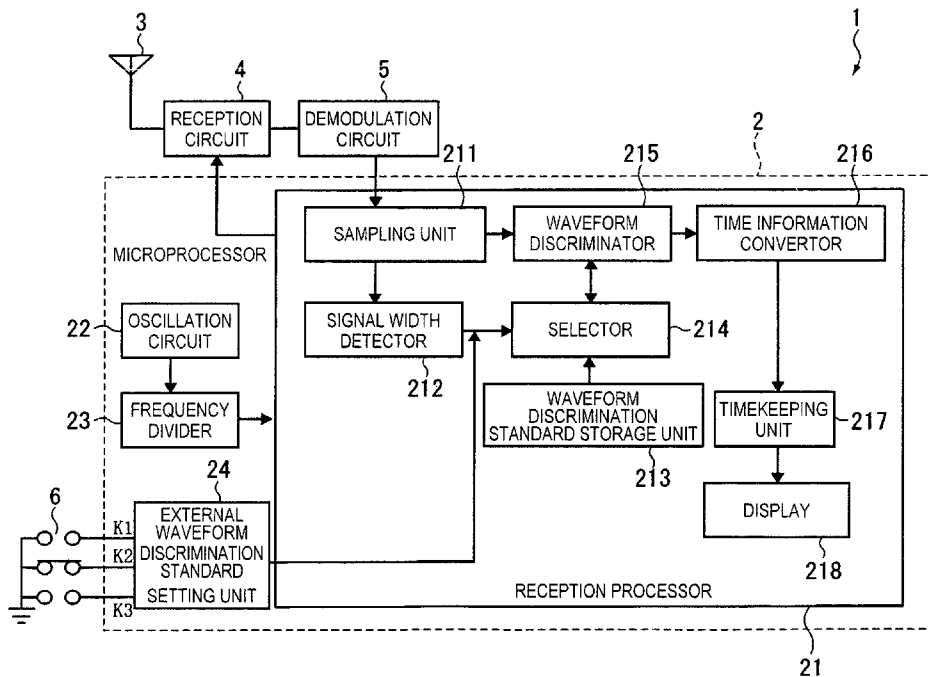 3
1
4
5
RECEPTION
CIRCUIT
DEMODULATION
CIRCUIT
2
211
215
216
SAMPLING UNIT
WAVEFORM
DISCRIMINATOR
TIME INFORMATION
CONVERTOR
MICROPROCESSOR
22
OSCILLATION
CIRCUIT
SIGNAL WIDTH
DETECTOR
SELECTOR
214
212
23
FREQUENCY
DIVIDER
WAVEFORM
DISCRIMINATION
STANDARD STORAGE UNIT
TIMEKEEPING
UNIT
217
213
24
6
K1
K2
K3
EXTERNAL
WAVEFORM
DISCRIMINATION
STANDARD
SETTING UNIT
DISPLAY
218
RECEPTION PROCESSOR
21